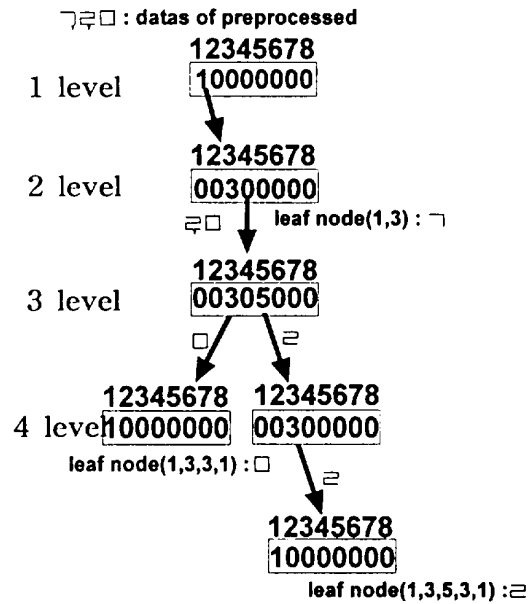 ㄱㄹㅁ : datas of preprocessed
12345678
1 level 10000000
12345678
2 level 00300000
ㄹㅁ leaf node(1,3) : ㄱ
12345678
3 level 00305000
ㅁ ㄹ
12345678 12345678
4 level 10000000 00300000
leaf node(1,3,3,1) : ㅁ
ㄹ
12345678
10000000
leaf node(1,3,5,3,1) : ㄹ